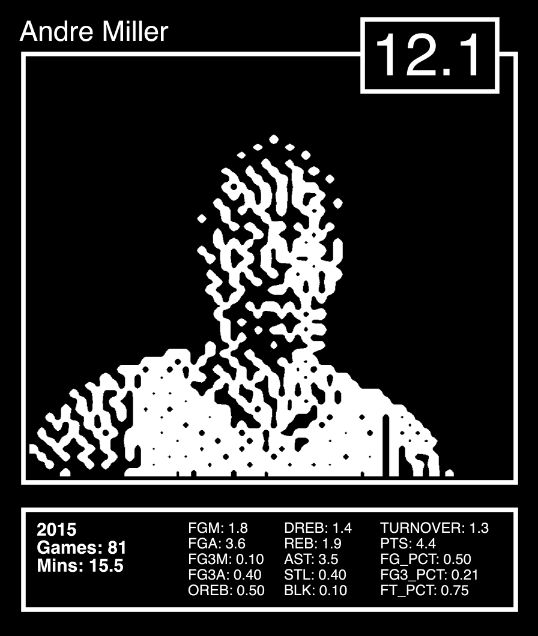 Andre Miller
12.1
2015
Games: 81
Mins: 15.5
FGM: 1.8
FGA: 3.6
FG3M: 0.10
FG3A: 0.40
OREB: 0.50
DREB: 1.4
REB: 1.9
AST: 3.5
STL: 0.40
BLK: 0.10
TURNOVER: 1.3
PTS: 4.4
FG_PCT: 0.50
FG3_PCT: 0.21
FT_PCT: 0.75